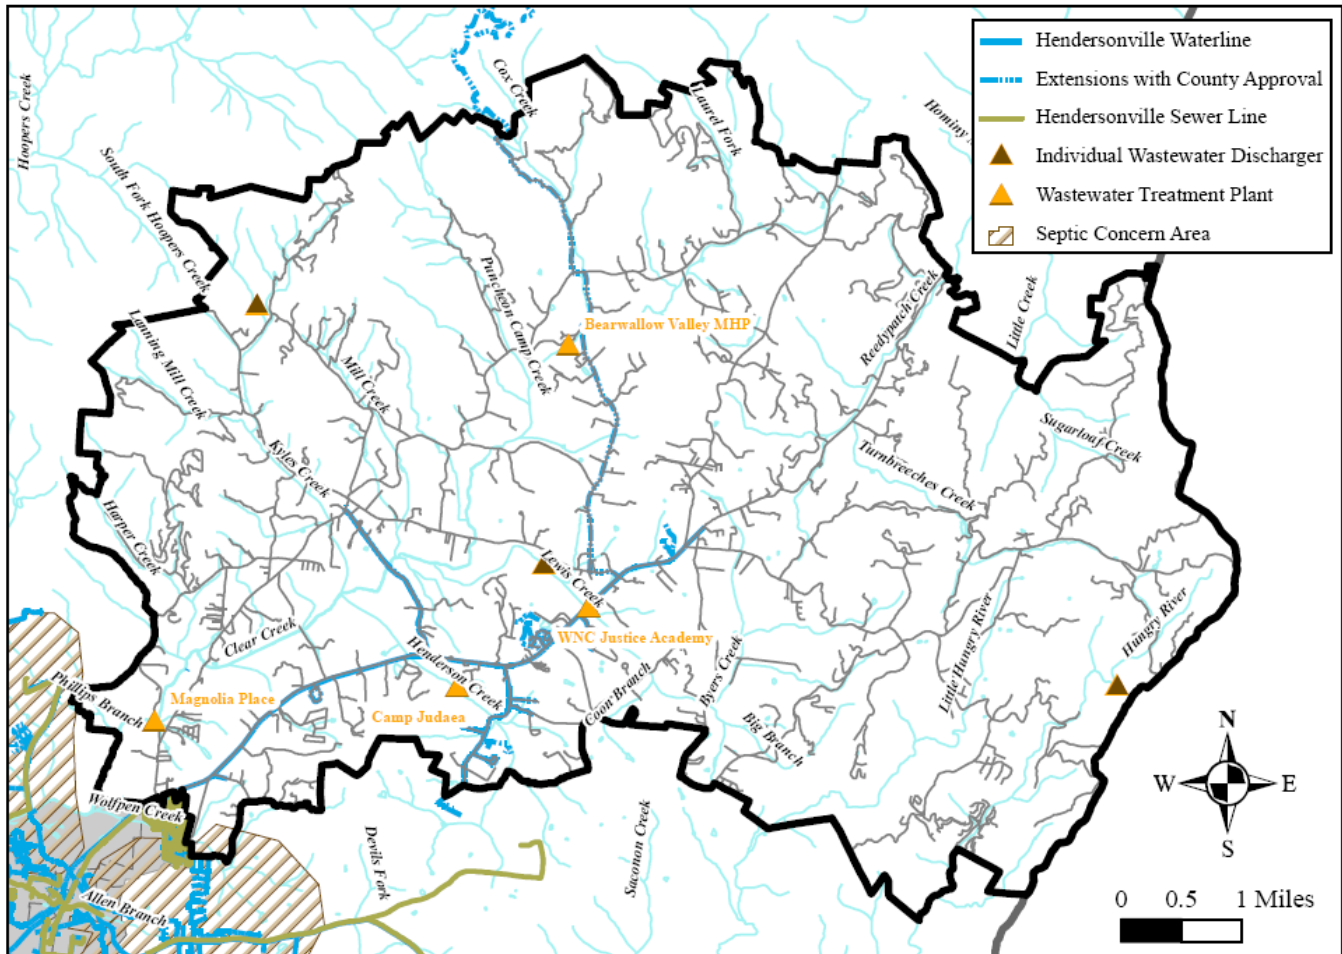 Hendersonville Waterline
Extensions with County Approval
Hendersonville Sewer Line
Individual Wastewater Discharger
Wastewater Treatment Plant
Septic Concern Area
Cox Creek
Laurel Fork
Hominy
Hoopers Creek
South Fork Hoopers Creek
Puncheon Camp Creek
Bearwallow Valley MHP
Reedypatch Creek
Little Creek
Lanning Mill Creek
Mill Creek
Kyles Creek
Sugarloaf Creek
Turnbreeches Creek
Harper Creek
Lewis Creek
WNC Justice Academy
Clear Creek
Henderson Creek
Coon Branch
Byers Creek
Big Branch
Little Hungry River
Hungry River
Phillips Branch
Magnolia Place
Camp Judaea
Wolfpen Creek
Devils Fork
Saconon Creek
Allen Branch
N
W E
S
0 0.5 1 Miles